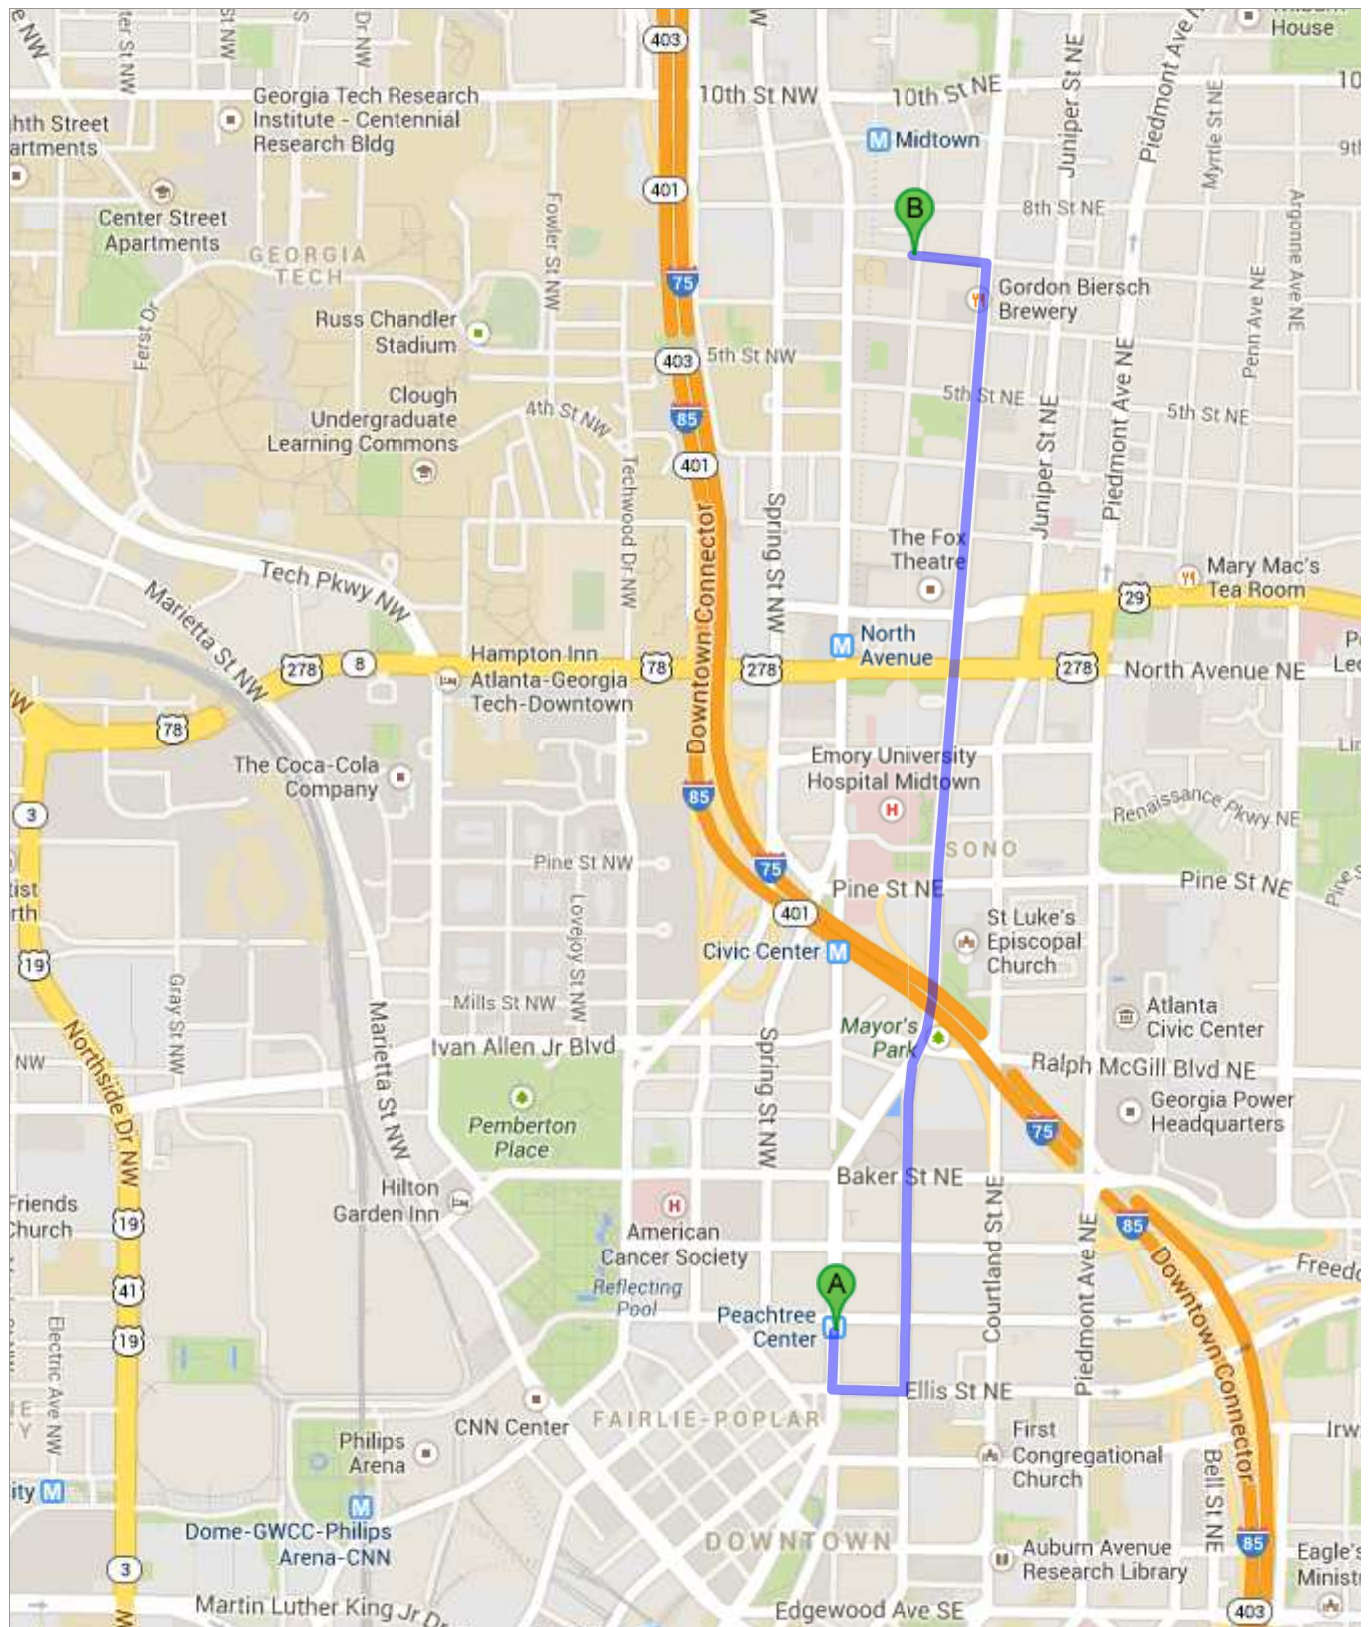 403
House
10th St NW
10th St NE
Juniper St NE
Piedmont Ave
Georgia Tech Research
Institute - Centennial
Research Bldg
Midtown
Myrtle St NE
Center Street
Apartments
GEORGIA
TECH
Fowler St NW
401
B
8th St NE
Argonne Ave NE
75
Gordon Biersch
Brewery
Penn Ave NE
Ferst Dr
Russ Chandler
Stadium
403
5th St NW
85
Clough
Undergraduate
Learning Commons
4th St NW
5th St NE
5th St NE
Juniper St NE
Piedmont Ave NE
401
Techwood Dr NW
Downtown Connector
Spring St NW
The Fox
Theatre
Mary Mac's
Tea Room
29
Tech Pkwy NW
Marietta St NW
North
Avenue
278
8
Hampton Inn
Atlanta-Georgia
Tech-Downtown
78
278
278
North Avenue NE
78
The Coca-Cola
Company
85
Emory University
Hospital Midtown
H
Renaissance Pkwy NE
3
Pine St NW
75
SONO
Pine St NE
Pine St NE
401
Lovejoy St NW
Civic Center
St Luke's
Episcopal
Church
19
Gray St NW
Mills St NW
Marietta St NW
Ivan Allen Jr Blvd
Spring St NW
Mayor's
Park
Atlanta
Civic Center
Northside Dr NW
Ralph McGill Blvd NE
Pemberton
Place
75
Georgia Power
Headquarters
Baker St NE
Hilton
Garden Inn
H
American
Cancer Society
Courtland St NE
Piedmont Ave NE
85
Friends
Church
19
41
19
Reflecting
Pool
A
Peachtree
Center
Downtown Connector
Electric Ave NW
Ellis St NE
CNN Center
FAIRLIE-POPLAR
Philips
Arena
First
Congregational
Church
Bell St NE
Dome-GWCC-Philips
Arena-CNN
DOWNTOWN
85
3
Auburn Avenue
Research Library
Eagle's
Martin Luther King Jr Dr
Edgewood Ave SE
403